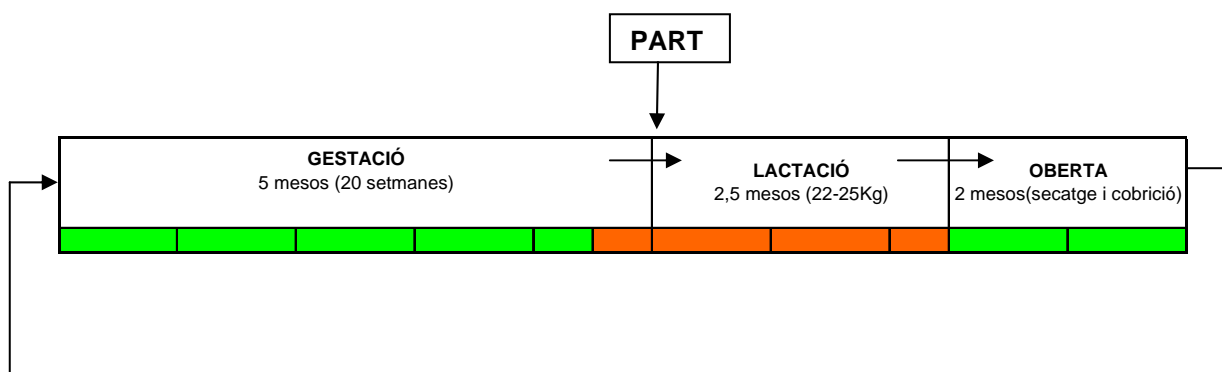 PART
GESTACIÓ
5 mesos (20 setmanes)
LACTACIÓ
2,5 mesos (22-25Kg)
OBERTA
2 mesos(secatge i cobrició)